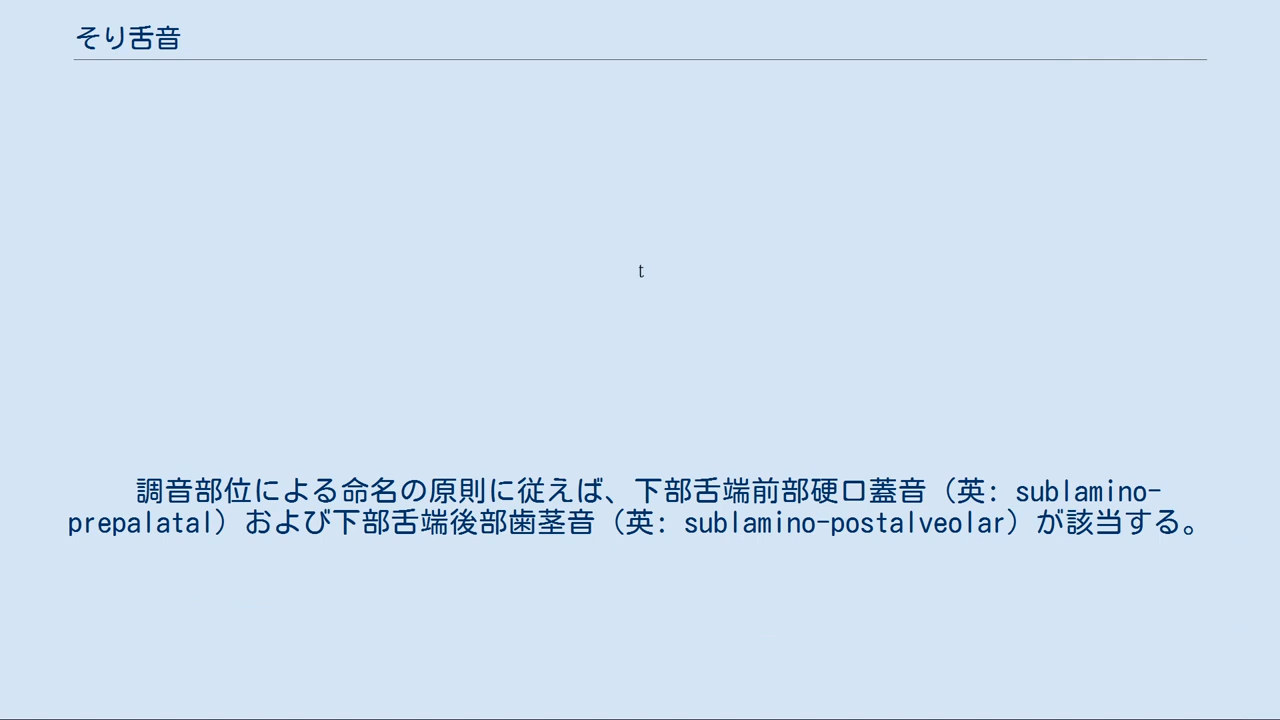 そり舌音
t
調音部位による命名の原則に従えば、下部舌端前部硬口蓋音（英: sublamino-
prepalatal）および下部舌端後部歯茎音（英: sublamino-postalveolar）が該当する。